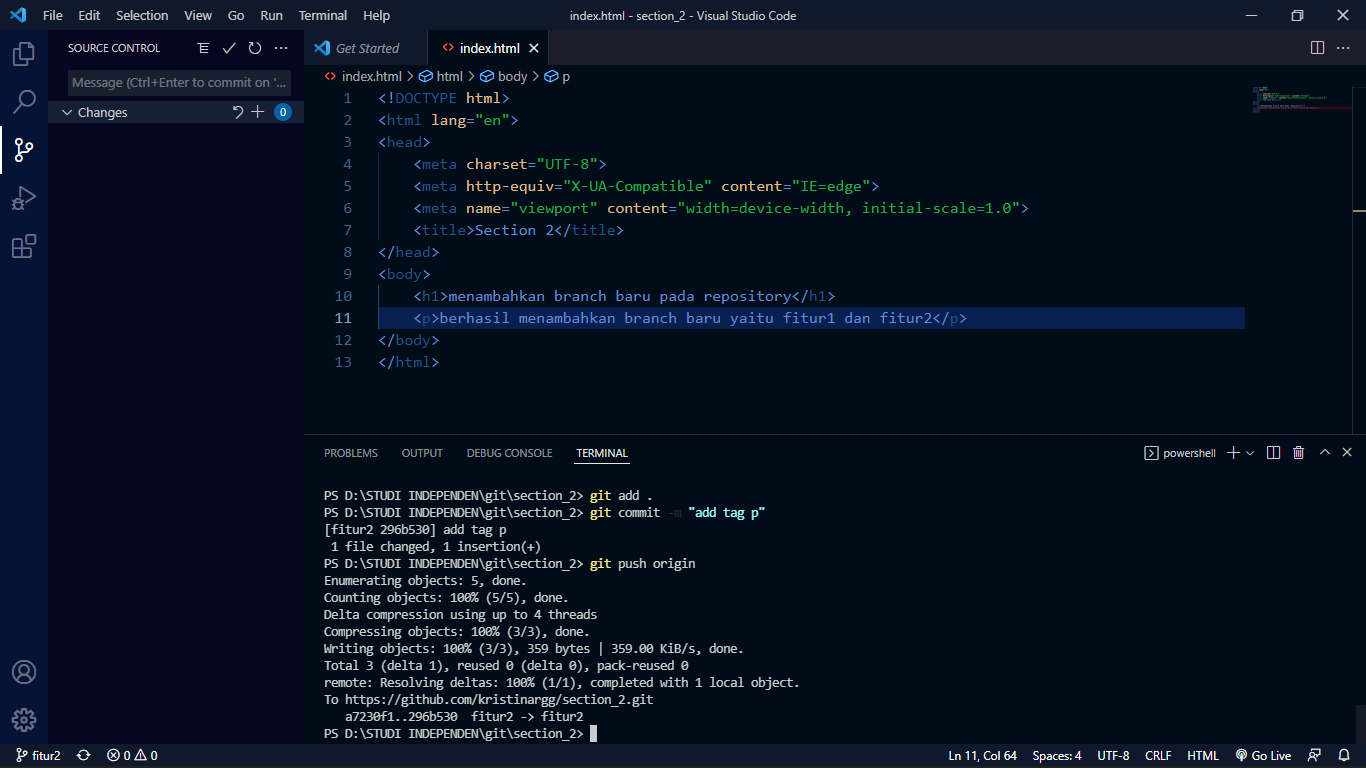 File Edit Selection View Go Run Terminal Help
index.html - section_2 - Visual Studio Code
SOURCE CONTROL
Message (Ctrl+Enter to commit on '...
Changes
0
Get Started
index.html
index.html > html > body > p
1 <!DOCTYPE html>
2 <html lang="en">
3 <head>
4 <meta charset="UTF-8">
5 <meta http-equiv="X-UA-Compatible" content="IE=edge">
6 <meta name="viewport" content="width=device-width, initial-scale=1.0">
7 <title>Section 2</title>
8 </head>
9 <body>
10 <h1>menambahkan branch baru pada repository</h1>
11 <p>berhasil menambahkan branch baru yaitu fitur1 dan fitur2</p>
12 </body>
13 </html>
PROBLEMS OUTPUT DEBUG CONSOLE TERMINAL
powershell
PS D:\STUDI INDEPENDEN\git\section_2> git add .
PS D:\STUDI INDEPENDEN\git\section_2> git commit -m "add tag p"
[fitur2 296b530] add tag p
1 file changed, 1 insertion(+)
PS D:\STUDI INDEPENDEN\git\section_2> git push origin
Enumerating objects: 5, done.
Counting objects: 100% (5/5), done.
Delta compression using up to 4 threads
Compressing objects: 100% (3/3), done.
Writing objects: 100% (3/3), 359 bytes | 359.00 KiB/s, done.
Total 3 (delta 1), reused 0 (delta 0), pack-reused 0
remote: Resolving deltas: 100% (1/1), completed with 1 local object.
To https://github.com/kristinargg/section_2.git
a7230f1..296b530 fitur2 -> fitur2
PS D:\STUDI INDEPENDEN\git\section_2>
fitur2 0 0 Ln 11, Col 64 Spaces: 4 UTF-8 CRLF HTML Go Live